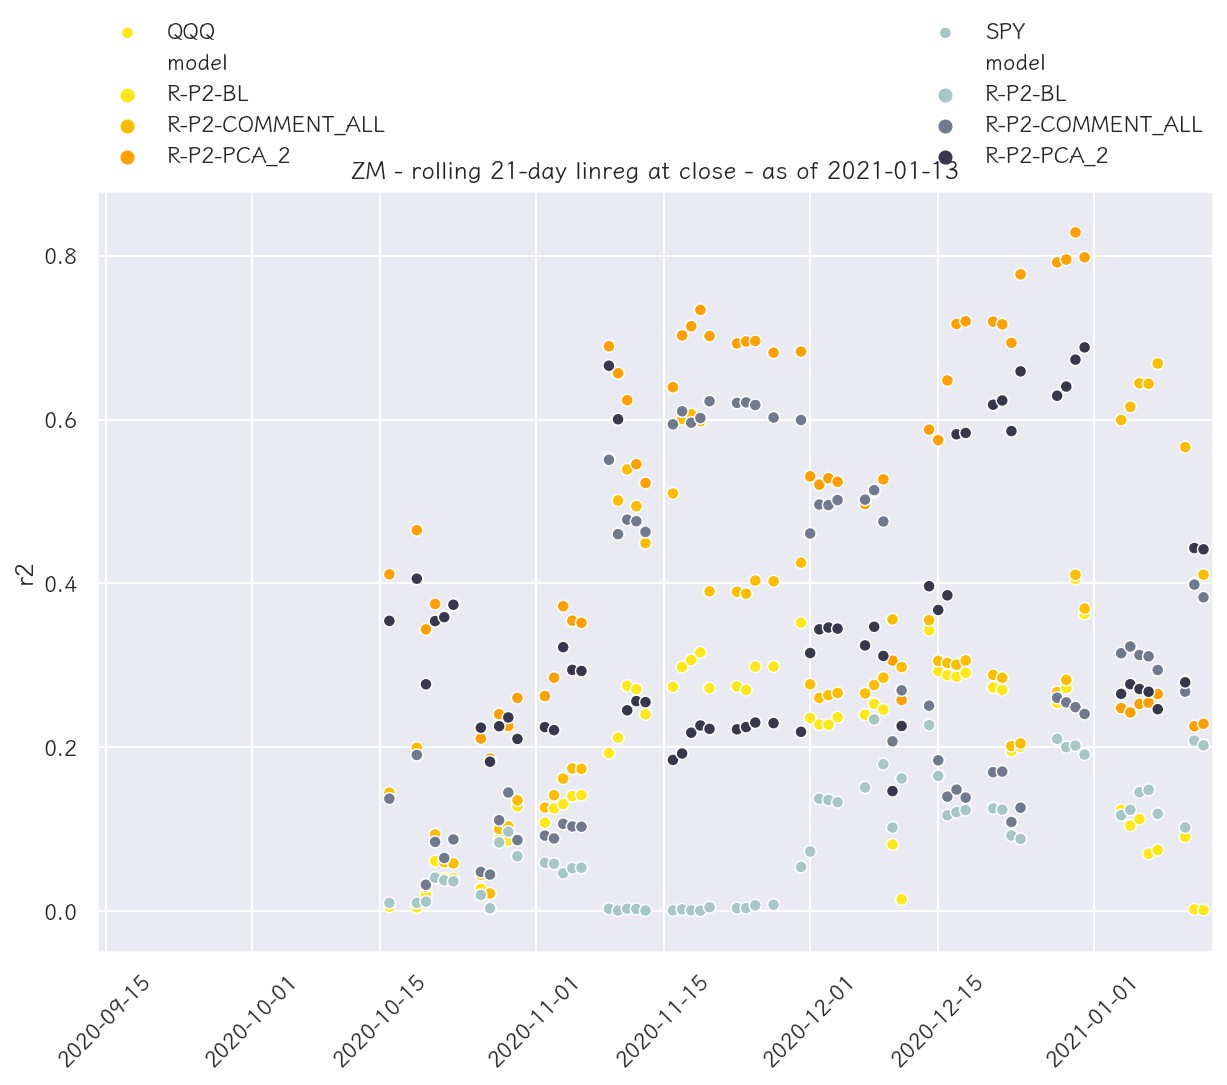 QQQ
model
R-P2-BL
R-P2-COMMENT_ALL
R-P2-PCA_2
SPY
model
R-P2-BL
R-P2-COMMENT_ALL
R-P2-PCA_2
ZM - rolling 21-day linreg at close - as of 2021-01-13
r2
0.8
0.6
0.4
0.2
0.0
2020-09-15
2020-10-01
2020-10-15
2020-11-01
2020-11-15
2020-12-01
2020-12-15
2021-01-01